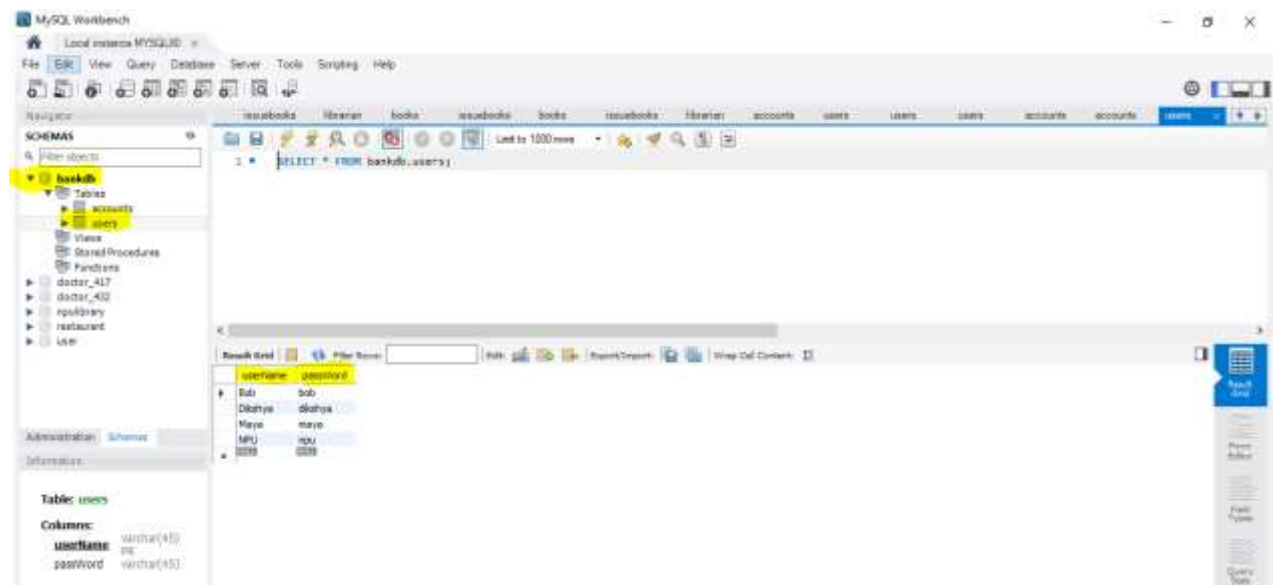 MySQL Workbench
Local instance MYSQL80
File Edit View Query Database Server Tools Scripting Help
Navigator
issuebooks librarian books issuebooks books issuebooks librarian accounts users users users accounts accounts users
SCHEMAS
Filter objects
Limit to 1000 rows
1 SELECT * FROM bankdb.users;
bankdb
Tables
accounts
users
Views
Stored Procedures
Functions
doctor_417
doctor_432
npulibrary
restaurant
user
Result Grid Filter Rows: Edit: Export/Import: Wrap Cell Content:
userName passWord
Bob bob
Dikshya dikshya
Maya maya
NPU npu
NULL NULL
Result
Grid
Form
Editor
Field
Types
Query
Stats
Administration Schemas
Information
Table: users
Columns:
userName varchar(45)
PK
passWord varchar(45)